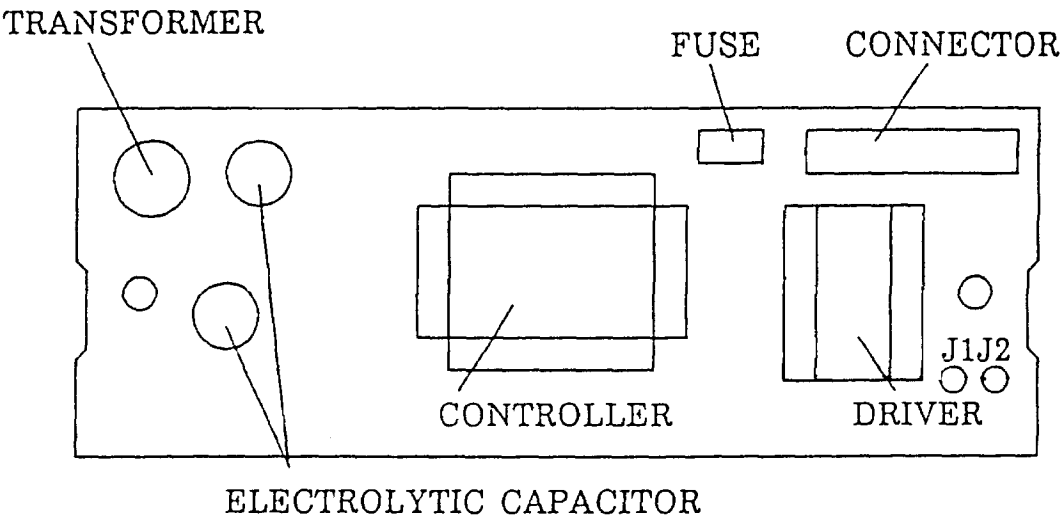 TRANSFORMER
FUSE
CONNECTOR
J1J2
CONTROLLER
DRIVER
ELECTROLYTIC CAPACITOR